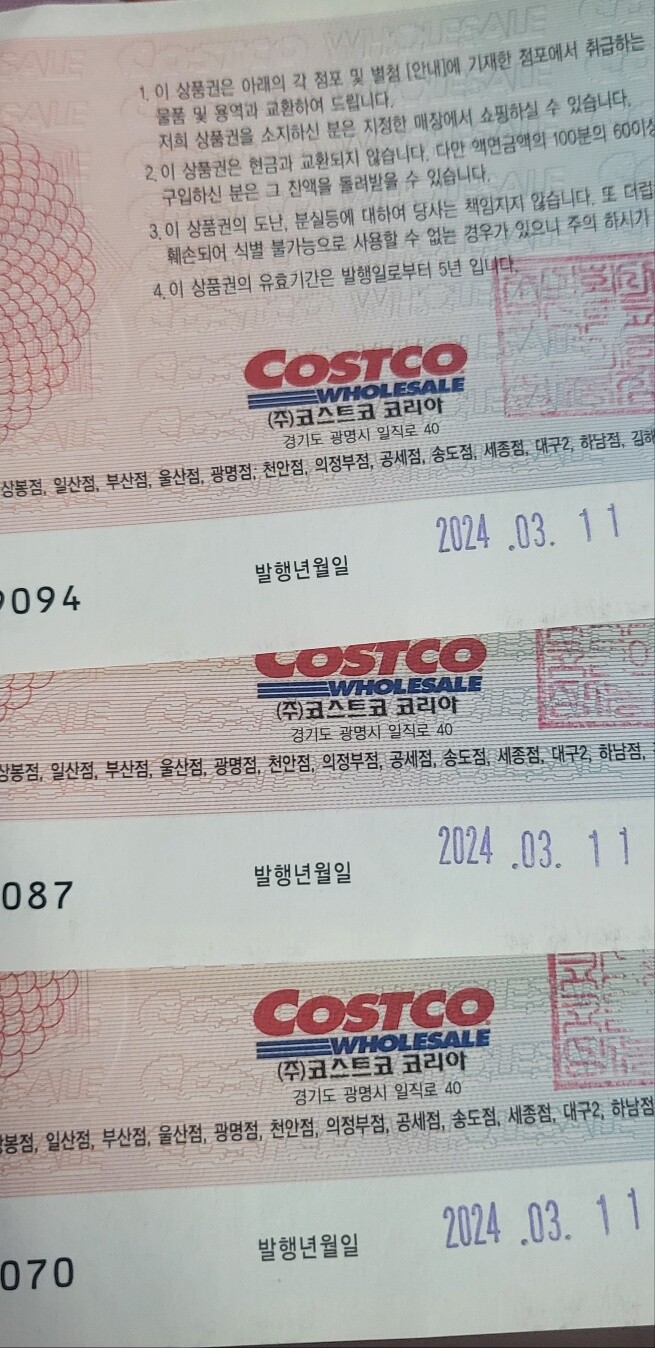 1. 이 상품권은 아래의 각 점포 및 별첨 [안내]에 기재한 점포에서 취급하는
물품 및 용역과 교환하여 드립니다.
저희 상품권을 소지하신 분은 지정한 매장에서 쇼핑하실 수 있습니다.
2. 이 상품권은 현금과 교환되지 않습니다. 다만 액면금액의 100분의 60이상
구입하신 분은 그 잔액을 돌려받을 수 있습니다.
3. 이 상품권의 도난, 분실등에 대하여 당사는 책임지지 않습니다. 또 더럽
훼손되어 식별 불가능으로 사용할 수 없는 경우가 있으니 주의 하시가
4. 이 상품권의 유효기간은 발행일로부터 5년 입니다.
COSTCO
WHOLESALE
(주)코스트코 코리아
경기도 광명시 일직로 40
상봉점, 일산점, 부산점, 울산점, 광명점, 천안점, 의정부점, 공세점, 송도점, 세종점, 대구2, 하남점, 김해
9094 발행년월일 2024 .03. 11
COSTCO
WHOLESALE
(주)코스트코 코리아
경기도 광명시 일직로 40
상봉점, 일산점, 부산점, 울산점, 광명점, 천안점, 의정부점, 공세점, 송도점, 세종점, 대구2, 하남점,
087 발행년월일 2024 .03. 11
COSTCO
WHOLESALE
(주)코스트코 코리아
경기도 광명시 일직로 40
상봉점, 일산점, 부산점, 울산점, 광명점, 천안점, 의정부점, 공세점, 송도점, 세종점, 대구2, 하남점
070 발행년월일 2024 .03. 11